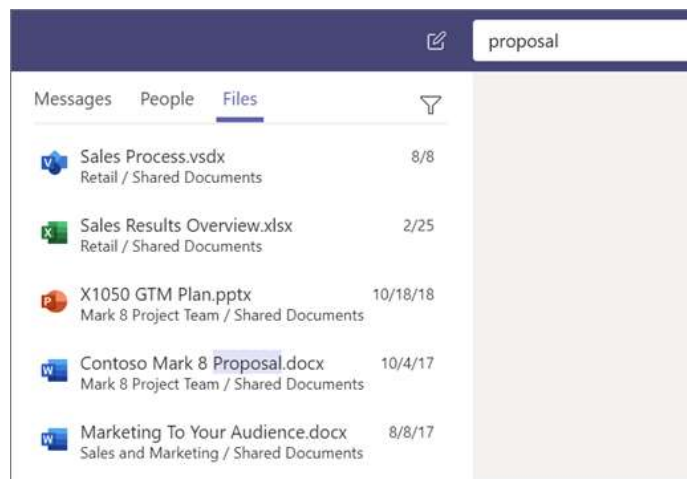 proposal
Messages People Files
Sales Process.vsdx 8/8
Retail / Shared Documents
Sales Results Overview.xlsx 2/25
Retail / Shared Documents
X1050 GTM Plan.pptx 10/18/18
Mark 8 Project Team / Shared Documents
Contoso Mark 8 Proposal.docx 10/4/17
Mark 8 Project Team / Shared Documents
Marketing To Your Audience.docx 8/8/17
Sales and Marketing / Shared Documents